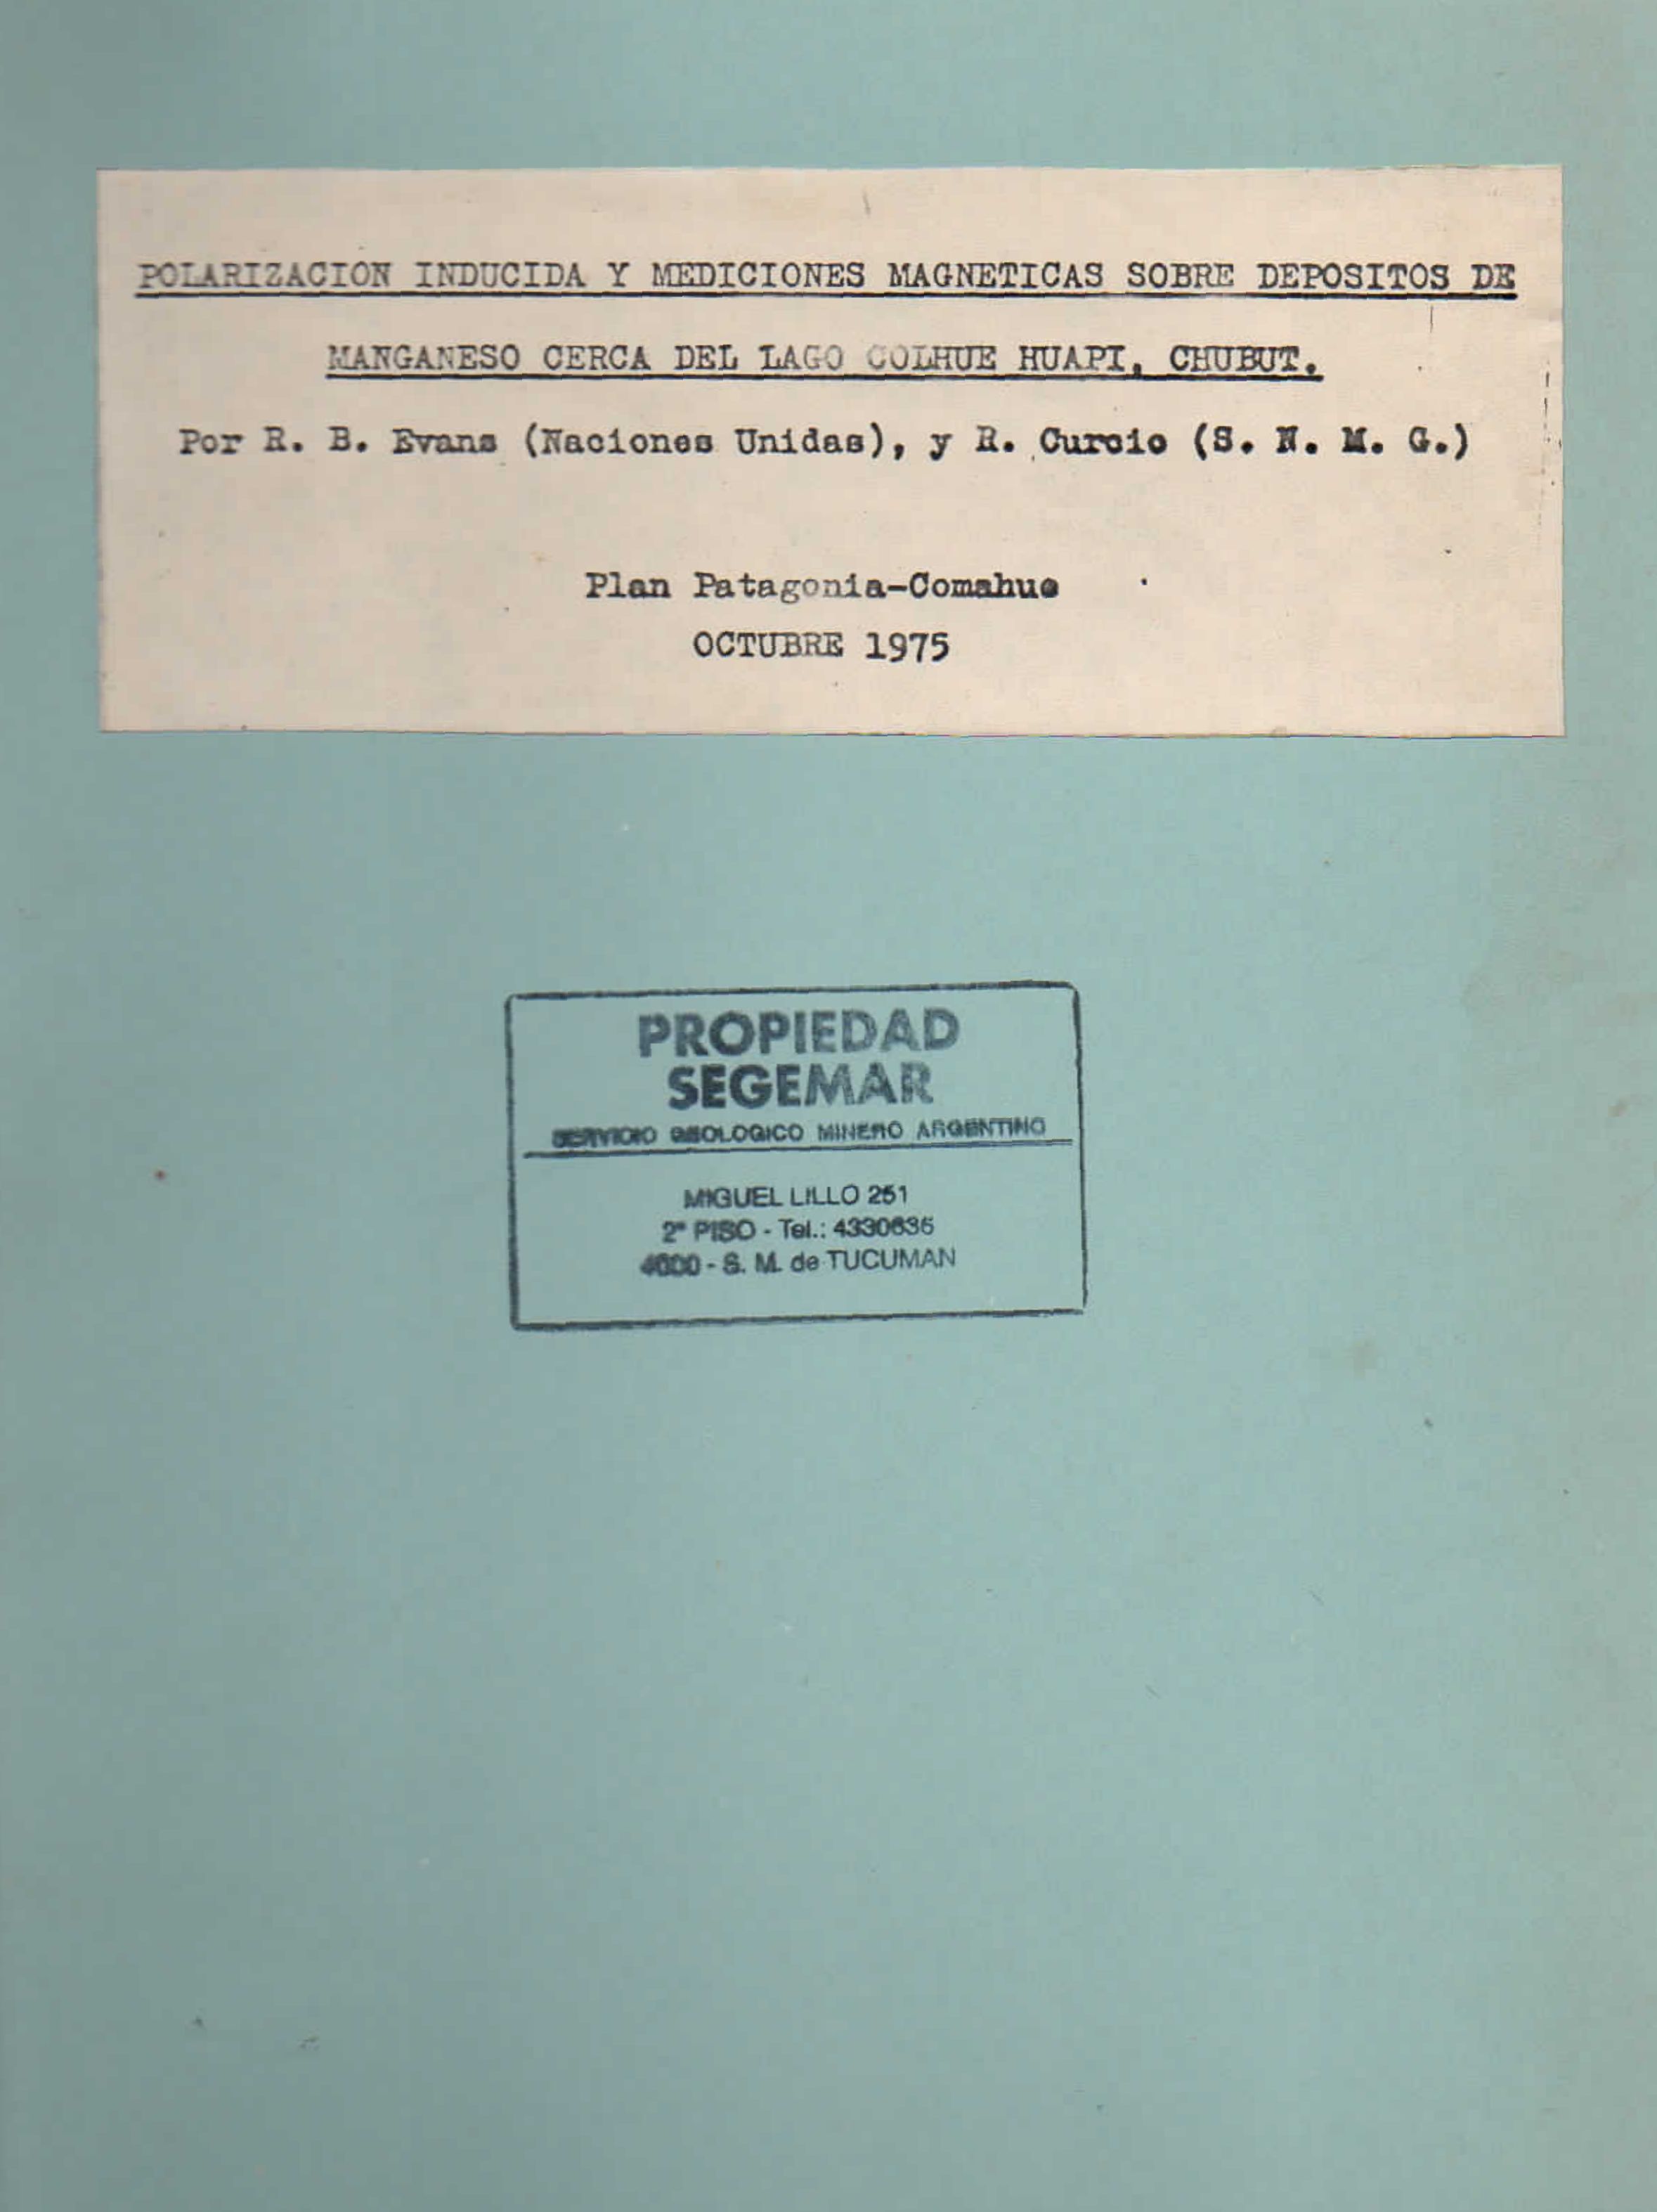 POLARIZACION INDUCIDA Y MEDICIONES MAGNETICAS SOBRE DEPOSITOS DE
MANGANESO CERCA DEL LAGO COLHUE HUAPI, CHUBUT.
Por R. B. Evans (Naciones Unidas), y R. Curcio (S. N. M. G.)
Plan Patagonia-Comahue
OCTUBRE 1975
PROPIEDAD
SEGEMAR
SERVICIO GEOLOGICO MINERO ARGENTINO
MIGUEL LILLO 251
2º PISO - Tel.: 4330636
4000 - S. M. de TUCUMAN